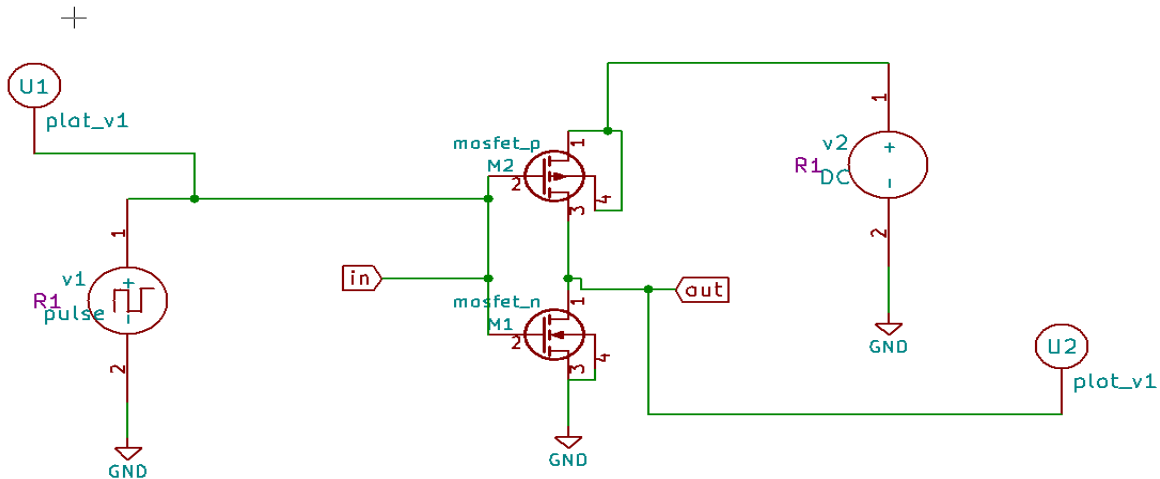 U1
plot_v1
1
v1
R1
pulse
2
GND
in
mosfet_p
M2
1
2
3
4
mosfet_n
M1
1
2
3
4
GND
out
1
v2
R1
DC
2
GND
U2
plot_v1